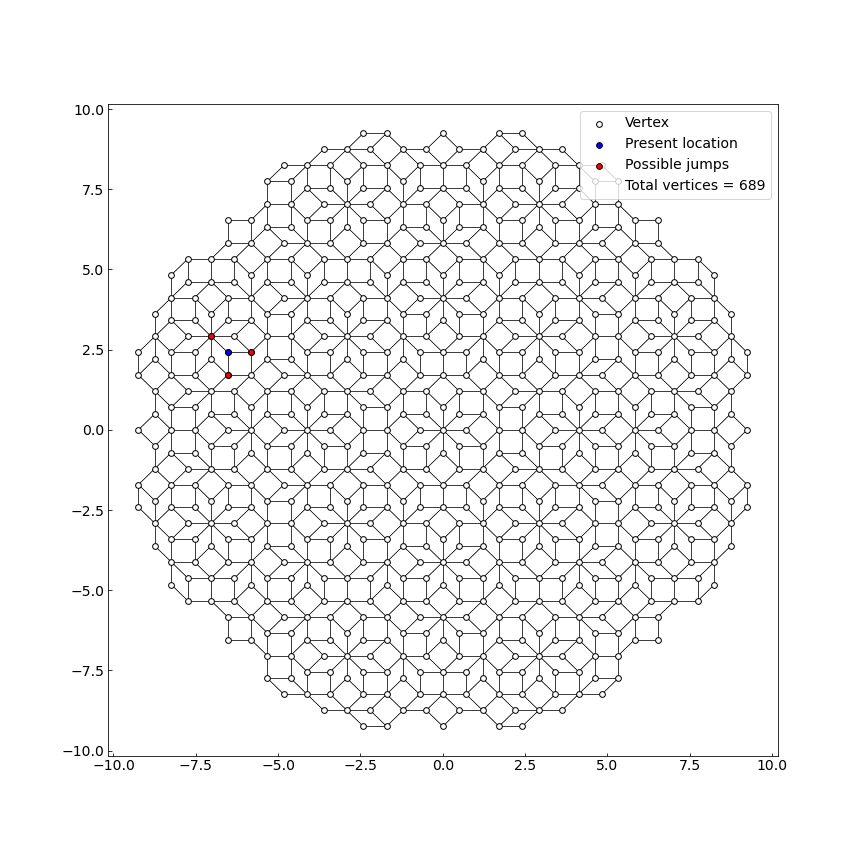 Vertex
Present location
Possible jumps
Total vertices = 689
10.0
7.5
5.0
2.5
0.0
−2.5
−5.0
−7.5
−10.0
−10.0 −7.5 −5.0 −2.5 0.0 2.5 5.0 7.5 10.0